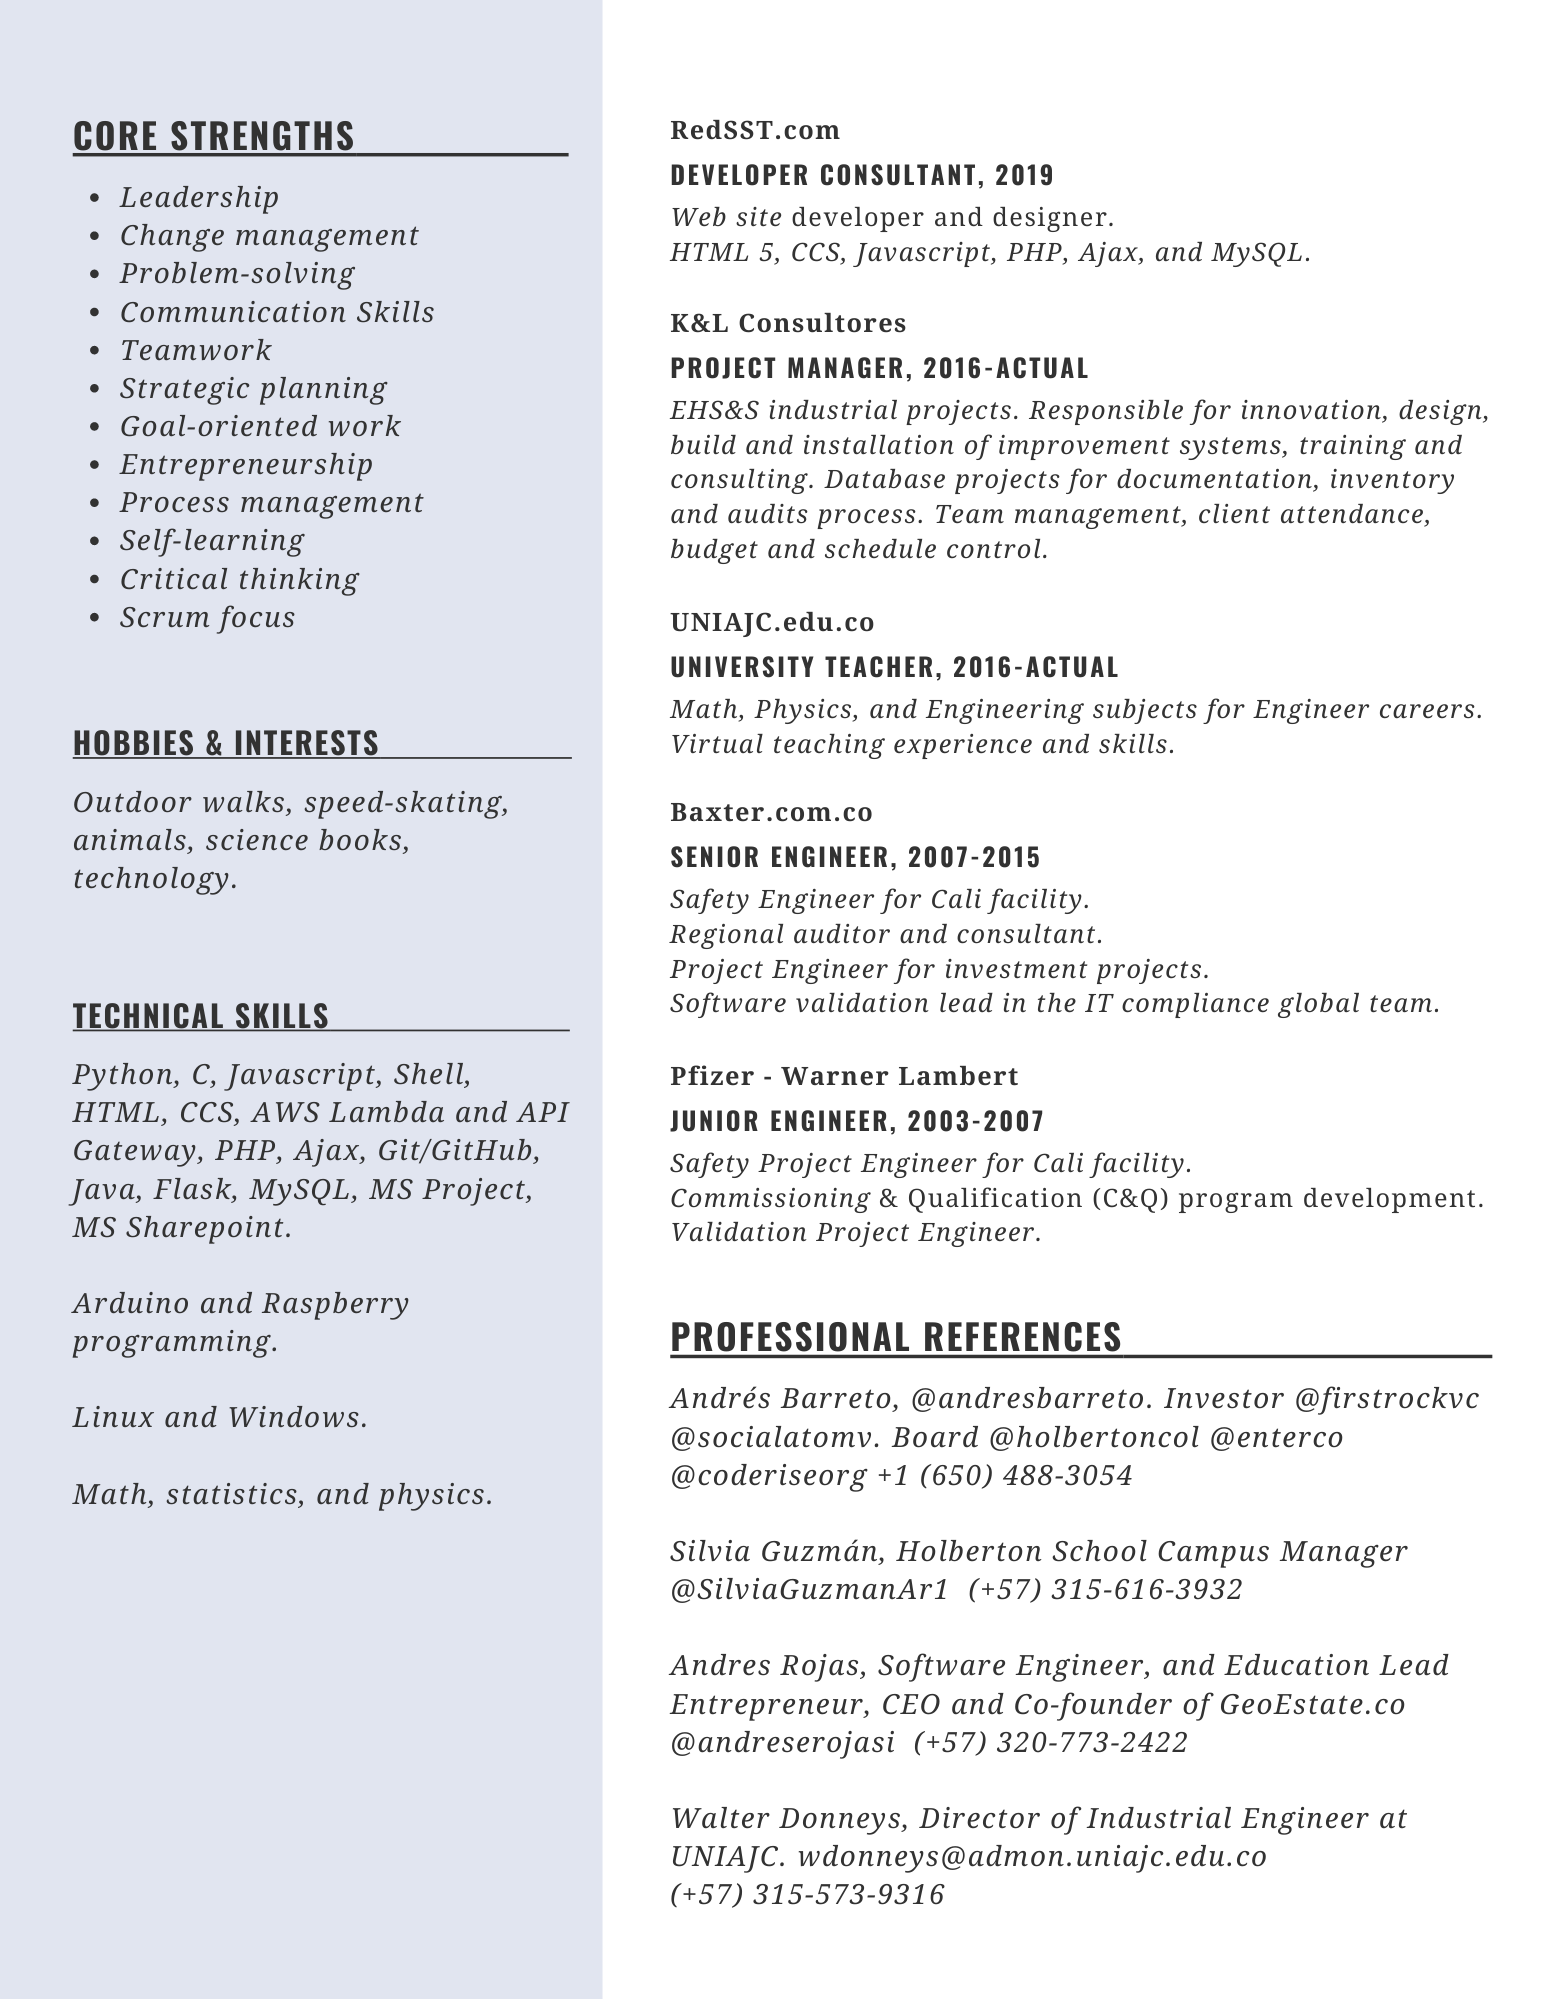 CORE STRENGTHS
• Leadership
• Change management
• Problem-solving
• Communication Skills
• Teamwork
• Strategic planning
• Goal-oriented work
• Entrepreneurship
• Process management
• Self-learning
• Critical thinking
• Scrum focus
HOBBIES & INTERESTS
Outdoor walks, speed-skating,
animals, science books,
technology.
TECHNICAL SKILLS
Python, C, Javascript, Shell,
HTML, CCS, AWS Lambda and API
Gateway, PHP, Ajax, Git/GitHub,
Java, Flask, MySQL, MS Project,
MS Sharepoint.
Arduino and Raspberry
programming.
Linux and Windows.
Math, statistics, and physics.
RedSST.com
DEVELOPER CONSULTANT, 2019
Web site developer and designer.
HTML 5, CCS, Javascript, PHP, Ajax, and MySQL.
K&L Consultores
PROJECT MANAGER, 2016-ACTUAL
EHS&S industrial projects. Responsible for innovation, design,
build and installation of improvement systems, training and
consulting. Database projects for documentation, inventory
and audits process. Team management, client attendance,
budget and schedule control.
UNIAJC.edu.co
UNIVERSITY TEACHER, 2016-ACTUAL
Math, Physics, and Engineering subjects for Engineer careers.
Virtual teaching experience and skills.
Baxter.com.co
SENIOR ENGINEER, 2007-2015
Safety Engineer for Cali facility.
Regional auditor and consultant.
Project Engineer for investment projects.
Software validation lead in the IT compliance global team.
Pfizer - Warner Lambert
JUNIOR ENGINEER, 2003-2007
Safety Project Engineer for Cali facility.
Commissioning & Qualification (C&Q) program development.
Validation Project Engineer.
PROFESSIONAL REFERENCES
Andrés Barreto, @andresbarreto. Investor @firstrockvc
@socialatomv. Board @holbertoncol @enterco
@coderiseorg +1 (650) 488-3054
Silvia Guzmán, Holberton School Campus Manager
@SilviaGuzmanAr1 (+57) 315-616-3932
Andres Rojas, Software Engineer, and Education Lead
Entrepreneur, CEO and Co-founder of GeoEstate.co
@andreserojasi (+57) 320-773-2422
Walter Donneys, Director of Industrial Engineer at
UNIAJC. wdonneys@admon.uniajc.edu.co
(+57) 315-573-9316